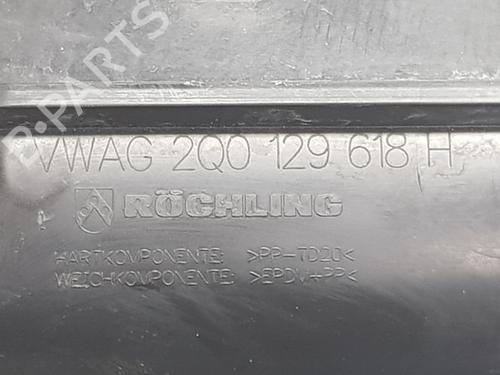 B-PARTS
VWAG 2Q0 129 618 H
RÖCHLING
HARTKOMPONENTE: >PP-TD20<
WEICHKOMPONENTE: >EPDM+PP<